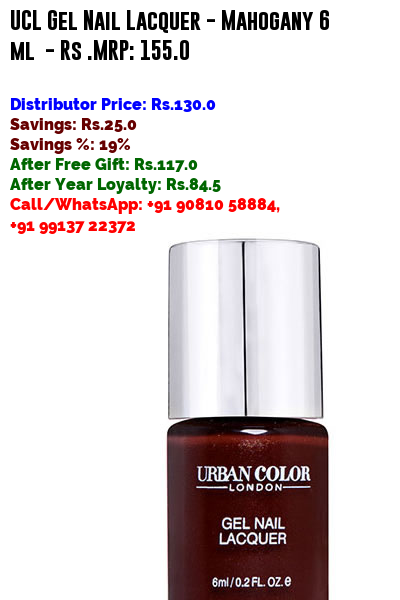 UCL Gel Nail Lacquer - Mahogany 6
ml - Rs .MRP: 155.0
Distributor Price: Rs.130.0
Savings: Rs.25.0
Savings %: 19%
After Free Gift: Rs.117.0
After Year Loyalty: Rs.84.5
Call/WhatsApp: +91 90810 58884,
+91 99137 22372
URBAN COLOR
LONDON
GEL NAIL
LACQUER
6ml/0.2 FL. OZ. e